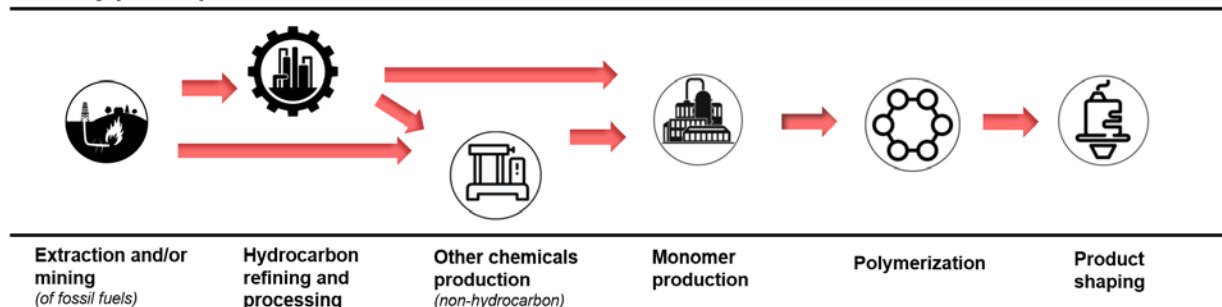 Extraction and/or
mining
(of fossil fuels)
Hydrocarbon
refining and
processing
Other chemicals
production
(non-hydrocarbon)
Monomer
production
Polymerization
Product
shaping